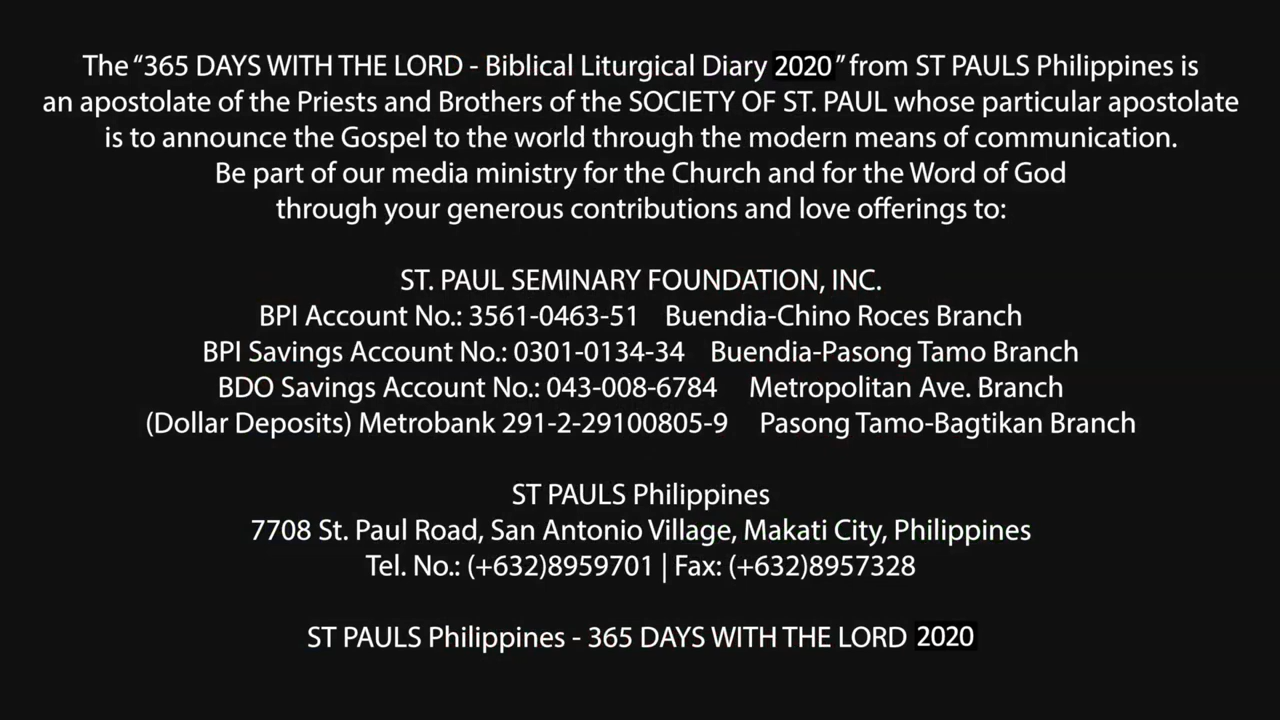 The “365 DAYS WITH THE LORD - Biblical Liturgical Diary 2020” from ST PAULS Philippines is
an apostolate of the Priests and Brothers of the SOCIETY OF ST. PAUL whose particular apostolate
is to announce the Gospel to the world through the modern means of communication.
Be part of our media ministry for the Church and for the Word of God
through your generous contributions and love offerings to:
ST. PAUL SEMINARY FOUNDATION, INC.
BPI Account No.: 3561-0463-51 Buendia-Chino Roces Branch
BPI Savings Account No.: 0301-0134-34 Buendia-Pasong Tamo Branch
BDO Savings Account No.: 043-008-6784 Metropolitan Ave. Branch
(Dollar Deposits) Metrobank 291-2-29100805-9 Pasong Tamo-Bagtikan Branch
ST PAULS Philippines
7708 St. Paul Road, San Antonio Village, Makati City, Philippines
Tel. No.: (+632)8959701 | Fax: (+632)8957328
ST PAULS Philippines - 365 DAYS WITH THE LORD 2020